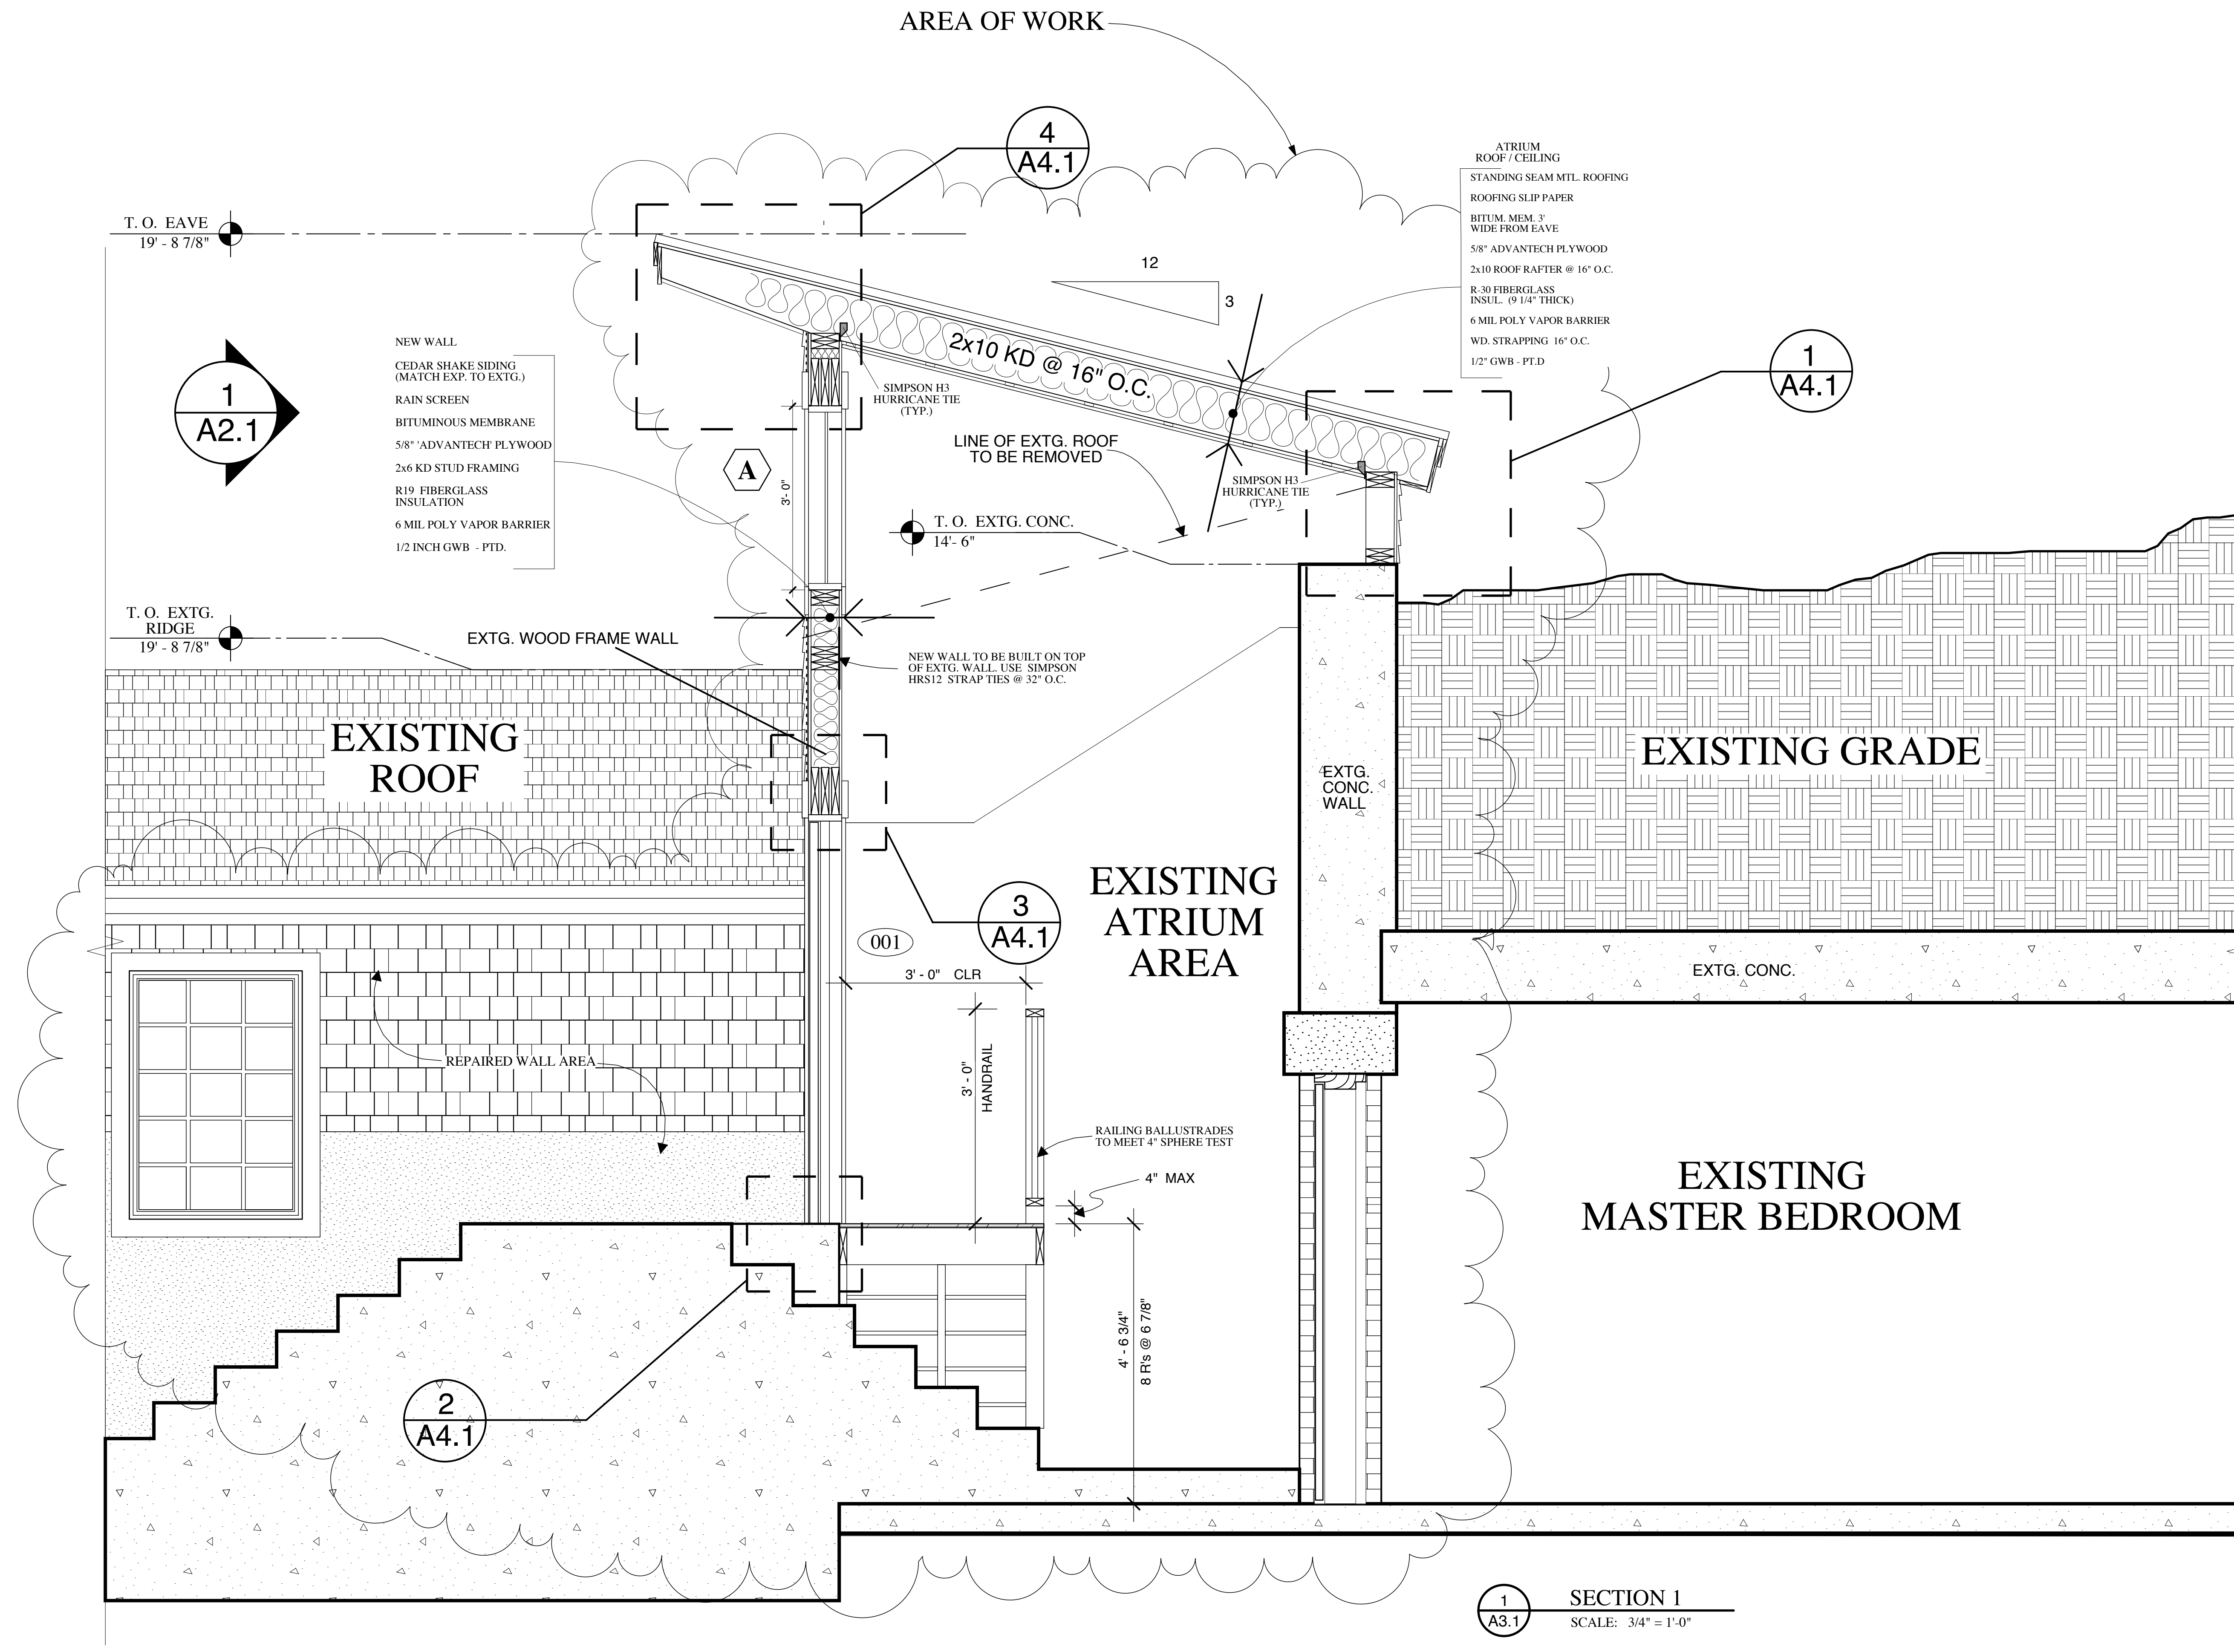 AREA OF WORK
4
A4.1
ATRIUM
ROOF / CEILING
STANDING SEAM MTL. ROOFING
ROOFING SLIP PAPER
BITUM. MEM. 3'
WIDE FROM EAVE
5/8" ADVANTECH PLYWOOD
2x10 ROOF RAFTER @ 16" O.C.
R-30 FIBERGLASS
INSUL. (9 1/4" THICK)
6 MIL POLY VAPOR BARRIER
WD. STRAPPING 16" O.C.
1/2" GWB - PT.D
T. O. EAVE
19' - 8 7/8"
12
3
1
A4.1
1
A2.1
NEW WALL
CEDAR SHAKE SIDING
(MATCH EXP. TO EXTG.)
RAIN SCREEN
BITUMINOUS MEMBRANE
5/8" 'ADVANTECH' PLYWOOD
2x6 KD STUD FRAMING
R19 FIBERGLASS
INSULATION
6 MIL POLY VAPOR BARRIER
1/2 INCH GWB - PTD.
2x10 KD @ 16" O.C.
SIMPSON H3
HURRICANE TIE
(TYP.)
A
3'- 0"
LINE OF EXTG. ROOF
TO BE REMOVED
SIMPSON H3
HURRICANE TIE
(TYP.)
T. O. EXTG. CONC.
14'- 6"
T. O. EXTG.
RIDGE
19' - 8 7/8"
EXTG. WOOD FRAME WALL
NEW WALL TO BE BUILT ON TOP
OF EXTG. WALL. USE SIMPSON
HRS12 STRAP TIES @ 32" O.C.
EXISTING
ROOF
EXTG.
CONC.
WALL
EXISTING GRADE
EXISTING
ATRIUM
AREA
3
A4.1
001
3' - 0" CLR
EXTG. CONC.
3' - 0"
HANDRAIL
REPAIRED WALL AREA
RAILING BALLUSTRADES
TO MEET 4" SPHERE TEST
4" MAX
EXISTING
MASTER BEDROOM
4' - 6 3/4"
8 R's @ 6 7/8"
2
A4.1
1
A3.1
SECTION 1
SCALE: 3/4" = 1'-0"